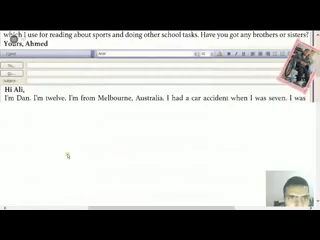 which I use for reading about sports and doing other school tasks. Have you got any brothers or sisters?
Yours, Ahmed
Hi Ali,
I'm Dan. I'm twelve. I'm from Melbourne, Australia. I had a car accident when I was seven. I was